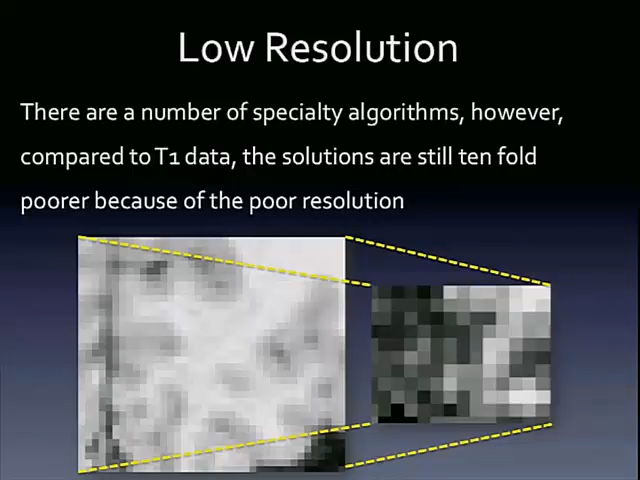 Low Resolution
There are a number of specialty algorithms, however,
compared to T1 data, the solutions are still ten fold
poorer because of the poor resolution